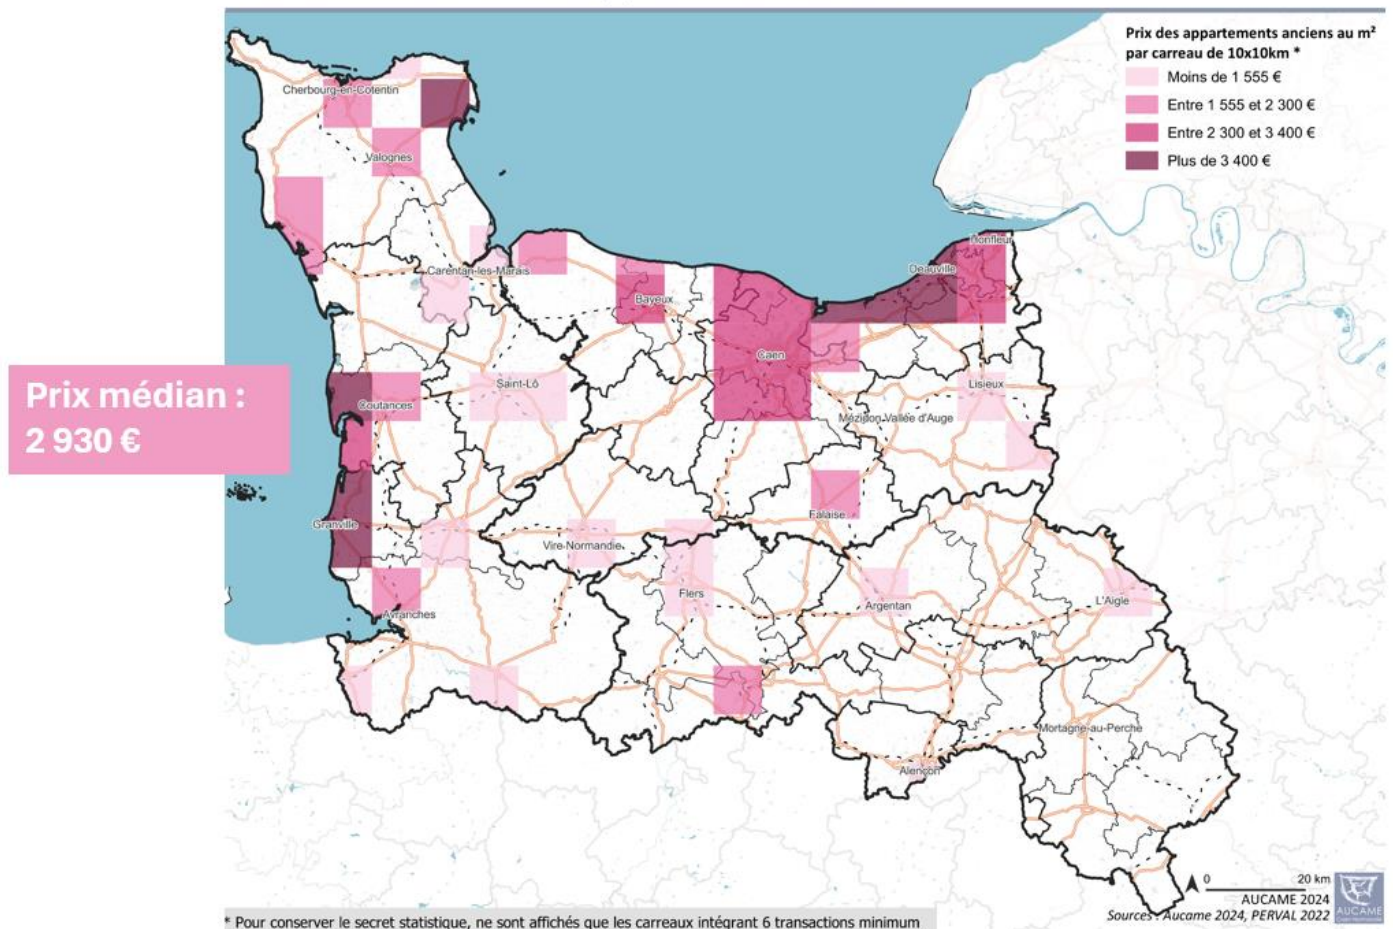 Prix des appartements anciens au m²
par carreau de 10x10km *
Moins de 1 555 €
Entre 1 555 et 2 300 €
Entre 2 300 et 3 400 €
Plus de 3 400 €
Cherbourg-en-Cotentin
Valognes
Honfleur
Deauville
Carentan-les-Marais
Bayeux
Caen
Prix médian :
2 930 €
Saint-Lô
Lisieux
Coutances
Mézidon Vallée d'Auge
Falaise
Granville
Vire-Normandie
Flers
L'Aigle
Argentan
Avranches
Mortagne-au-Perche
Alençon
0 20 km
AUCAME 2024
Sources : Aucame 2024, PERVAL 2022
AUCAME
* Pour conserver le secret statistique, ne sont affichés que les carreaux intégrant 6 transactions minimum